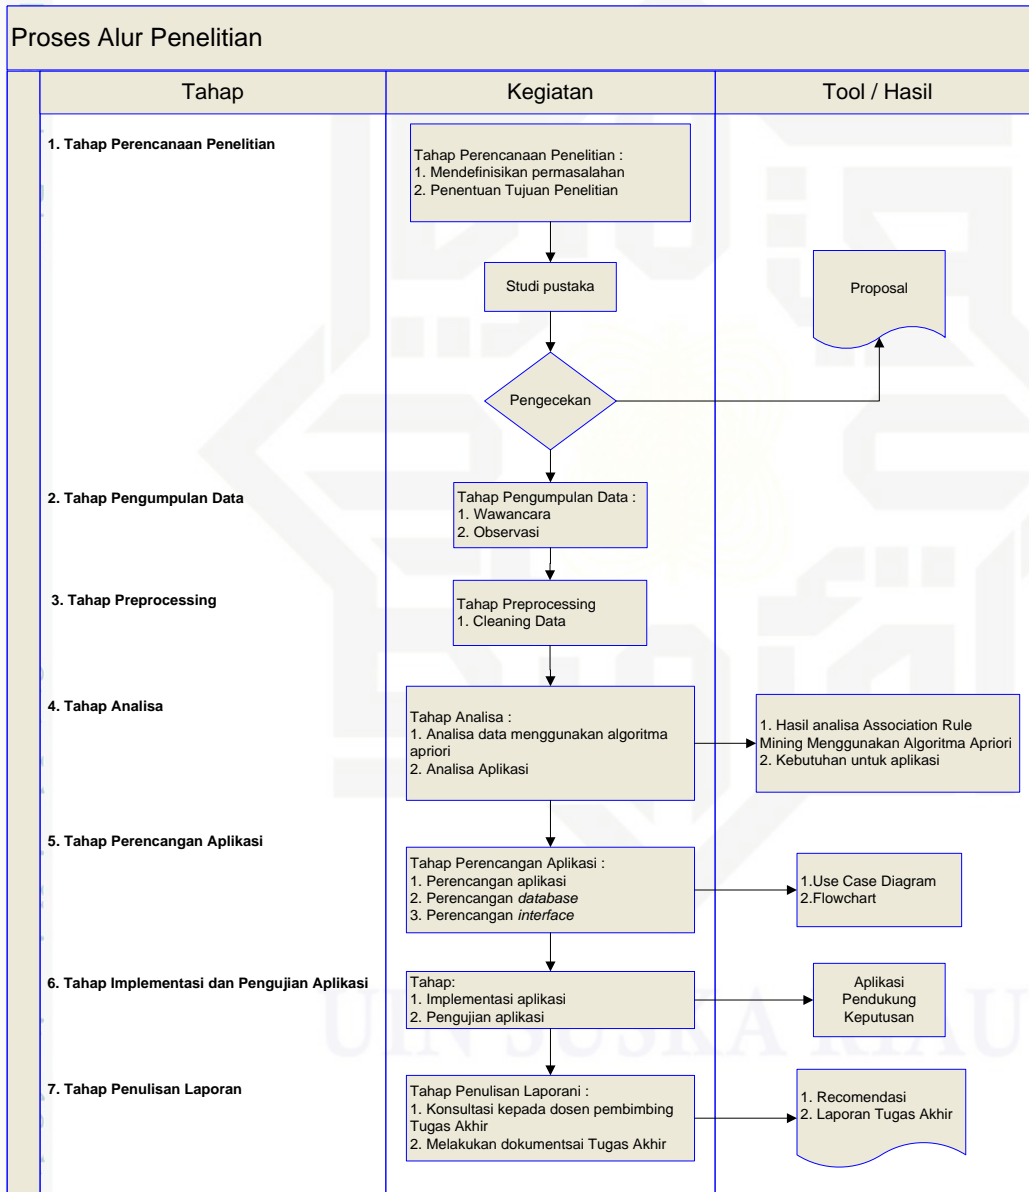 Proses Alur Penelitian
Tahap
Kegiatan
Tool / Hasil
1. Tahap Perencanaan Penelitian
Tahap Perencanaan Penelitian :
1. Mendefinisikan permasalahan
2. Penentuan Tujuan Penelitian
Studi pustaka
Proposal
Pengecekan
2. Tahap Pengumpulan Data
Tahap Pengumpulan Data :
1. Wawancara
2. Observasi
3. Tahap Preprocessing
Tahap Preprocessing
1. Cleaning Data
4. Tahap Analisa
Tahap Analisa :
1. Analisa data menggunakan algoritma
apriori
2. Analisa Aplikasi
1. Hasil analisa Association Rule
Mining Menggunakan Algoritma Apriori
2. Kebutuhan untuk aplikasi
5. Tahap Perencangan Aplikasi
Tahap Perencangan Aplikasi :
1. Perencangan aplikasi
2. Perencangan database
3. Perencangan interface
1.Use Case Diagram
2.Flowchart
6. Tahap Implementasi dan Pengujian Aplikasi
Tahap:
1. Implementasi aplikasi
2. Pengujian aplikasi
Aplikasi
Pendukung
Keputusan
UIN SUSKA RIAU
7. Tahap Penulisan Laporan
Tahap Penulisan Laporani :
1. Konsultasi kepada dosen pembimbing
Tugas Akhir
2. Melakukan dokumentsai Tugas Akhir
1. Recomendasi
2. Laporan Tugas Akhir